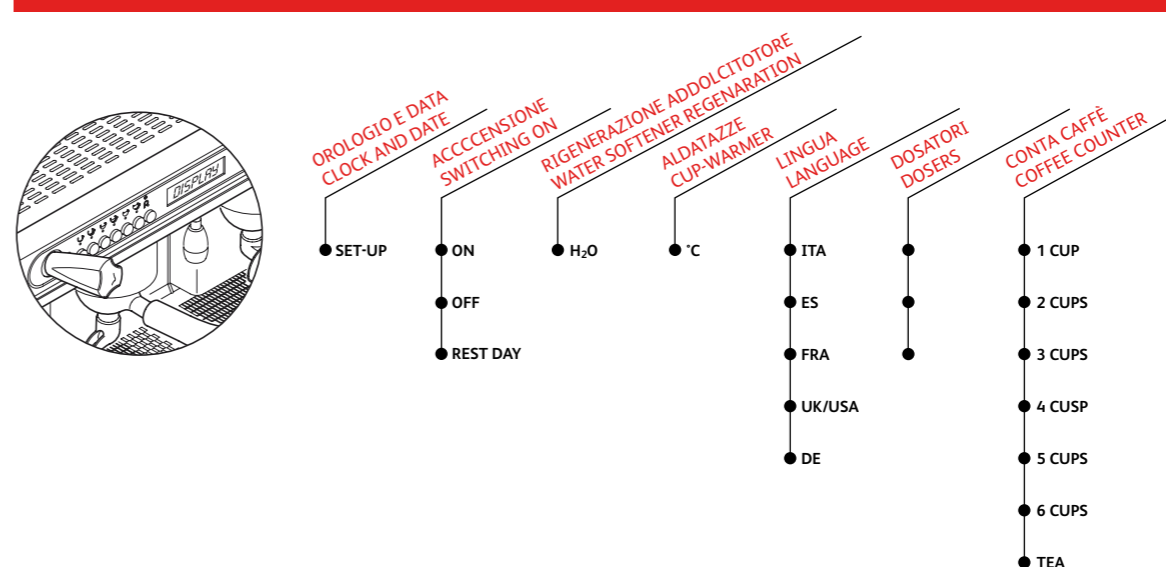 DISPLAY
OROLOGIO E DATA
CLOCK AND DATE
SET-UP
ACCCCENSIONE
SWITCHING ON
ON
OFF
REST DAY
RIGENERAZIONE ADDOLCITOTORE
WATER SOFTENER REGENARATION
H₂O
ALDATAZZE
CUP-WARMER
°C
LINGUA
LANGUAGE
ITA
ES
FRA
UK/USA
DE
DOSATORI
DOSERS
CONTA CAFFÈ
COFFEE COUNTER
1 CUP
2 CUPS
3 CUPS
4 CUSP
5 CUPS
6 CUPS
TEA